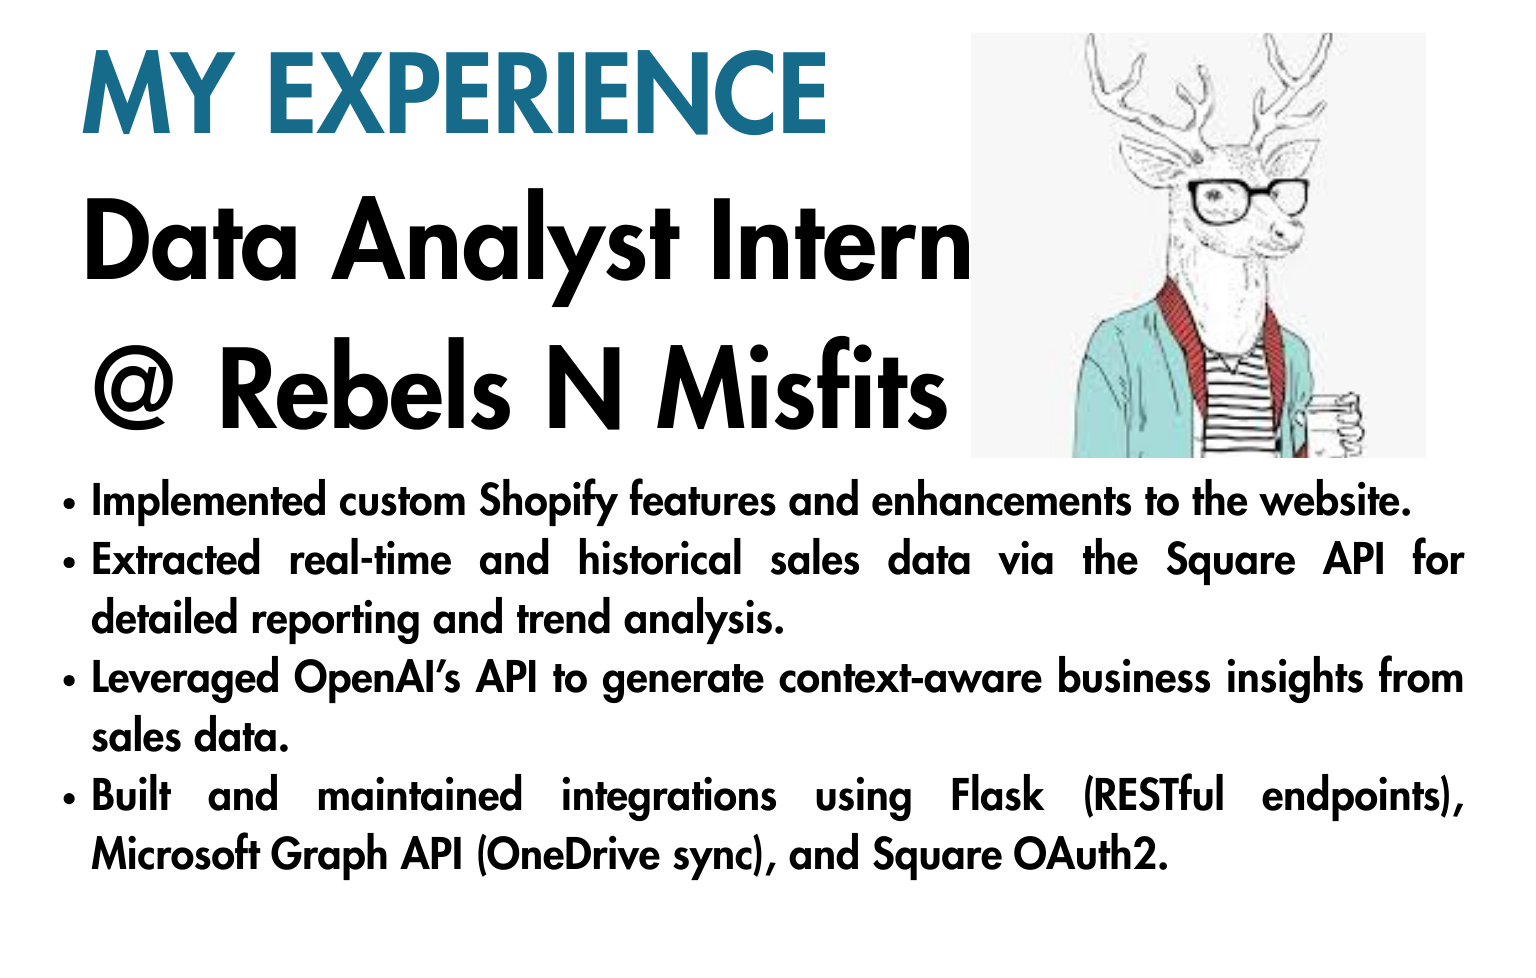 MY EXPERIENCE
Data Analyst Intern
@ Rebels N Misfits
• Implemented custom Shopify features and enhancements to the website.
• Extracted real-time and historical sales data via the Square API for
detailed reporting and trend analysis.
• Leveraged OpenAI’s API to generate context-aware business insights from
sales data.
• Built and maintained integrations using Flask (RESTful endpoints),
Microsoft Graph API (OneDrive sync), and Square OAuth2.